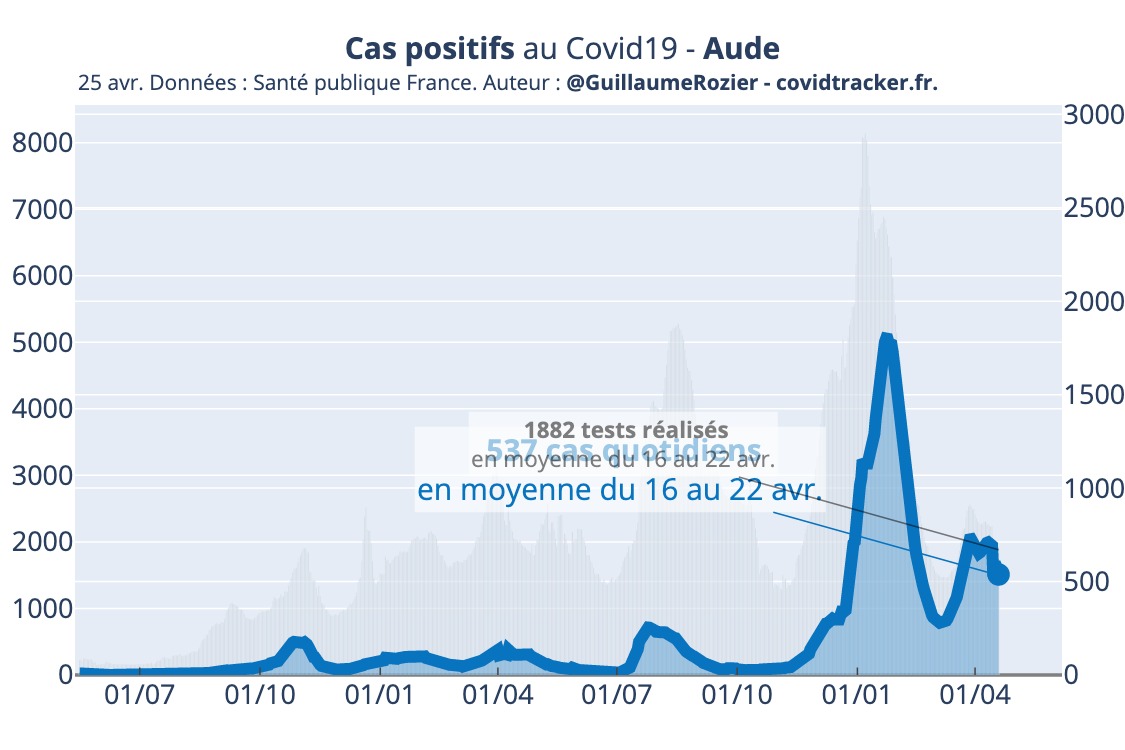 Cas positifs au Covid19 - Aude
25 avr. Données : Santé publique France. Auteur : @GuillaumeRozier - covidtracker.fr.
3000
8000
7000
2500
6000
2000
5000
1500
4000
1882 tests réalisés
537 cas quotidiens
en moyenne du 16 au 22 avr.
3000
1000
en moyenne du 16 au 22 avr.
2000
500
1000
0
0
01/07 01/10 01/01 01/04 01/07 01/10 01/01 01/04